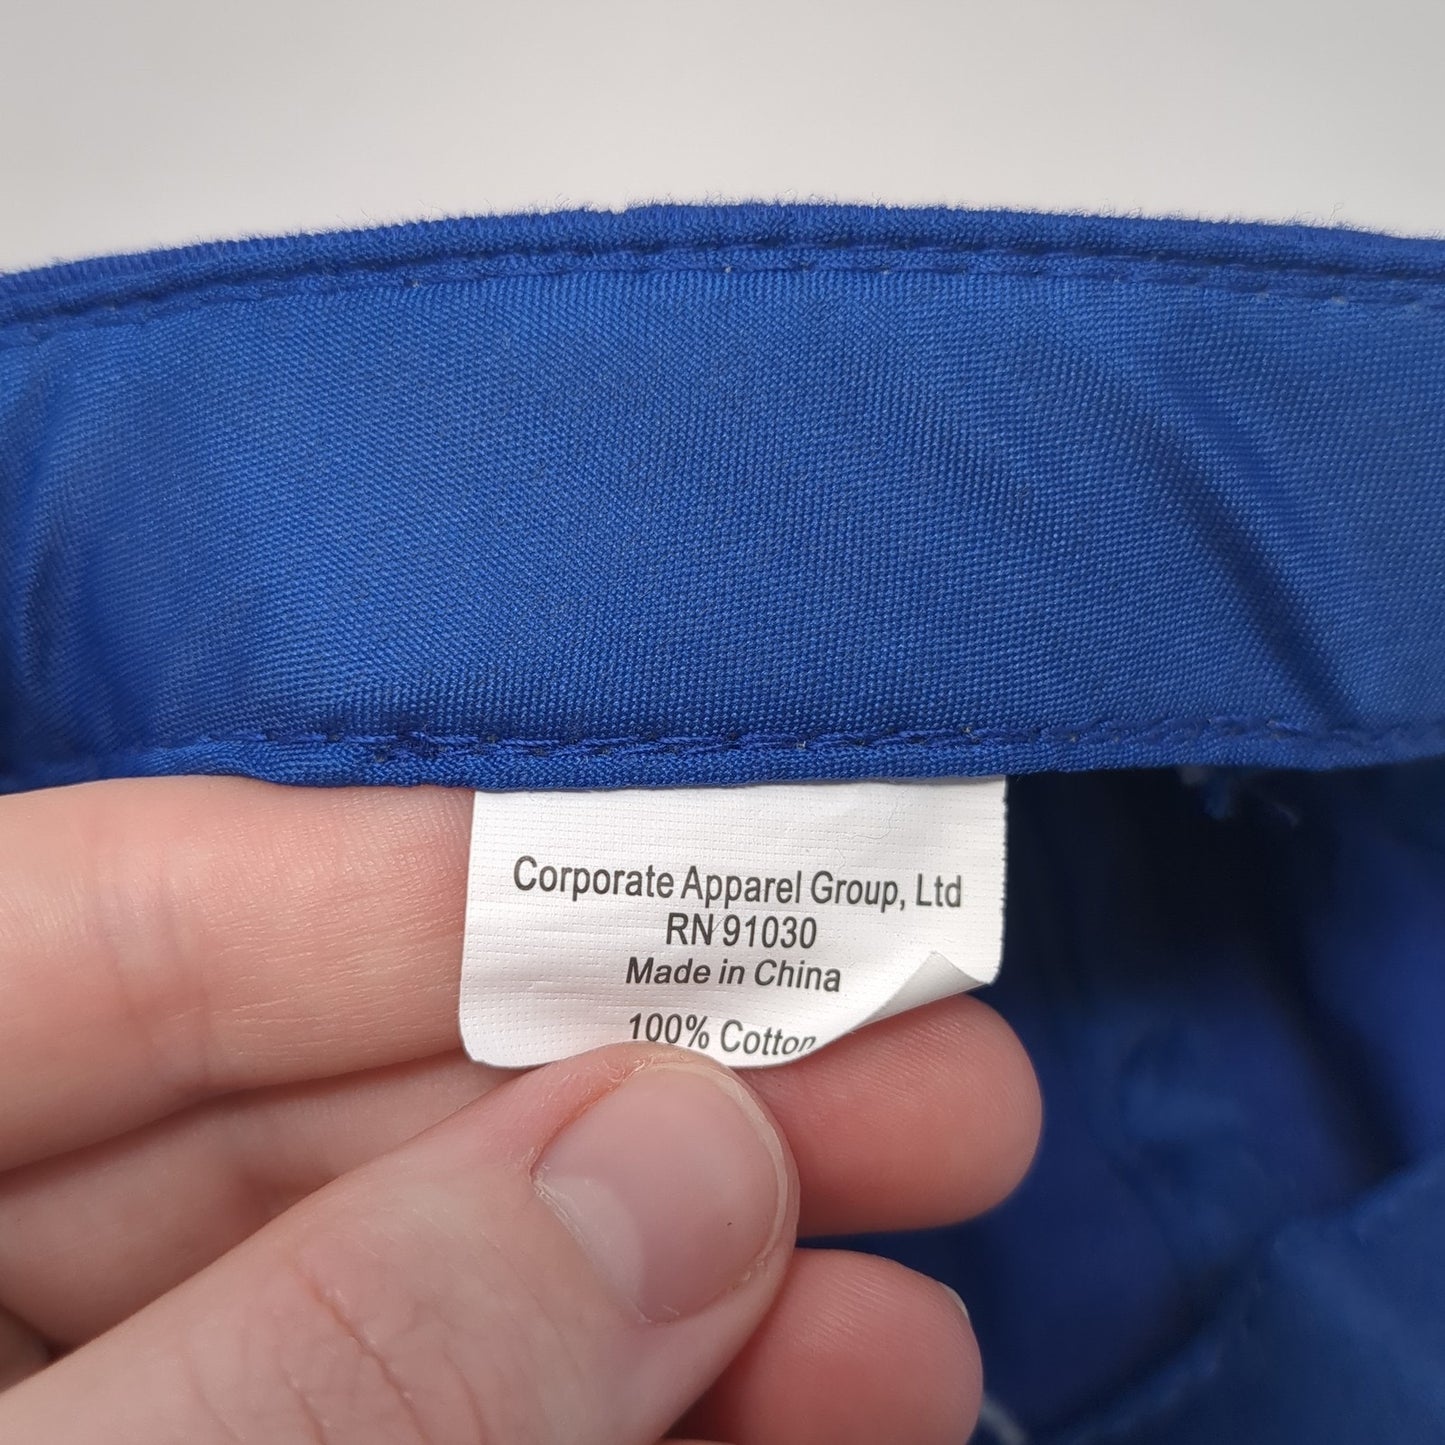 Corporate Apparel Group, Ltd
RN 91030
Made in China
100% Cotton